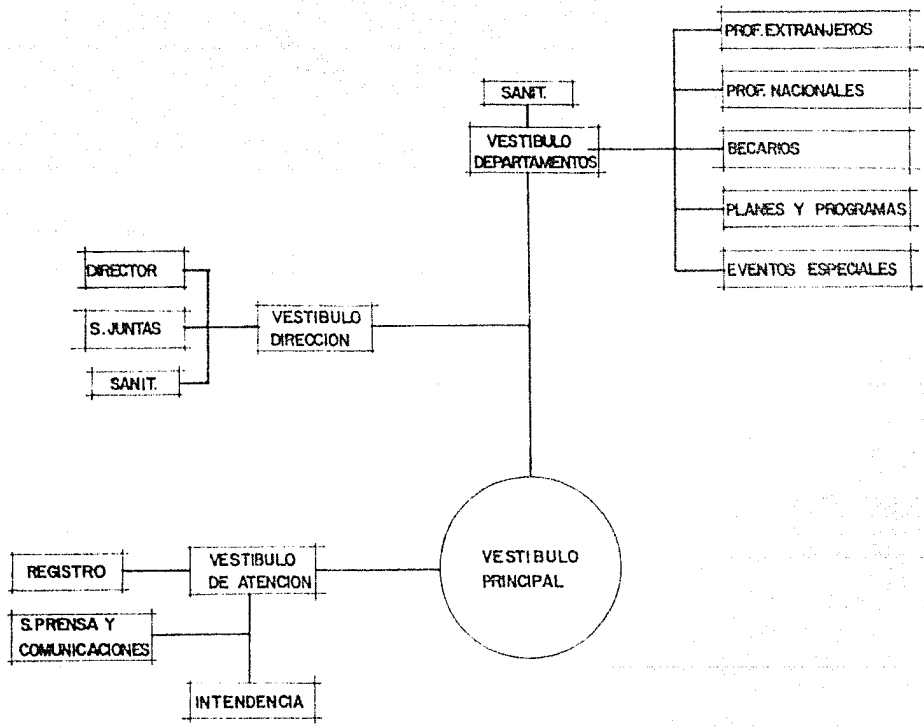 PROF. EXTRANJEROS
SANIT.
PROF. NACIONALES
VESTIBULO
DEPARTAMENTOS
BECARIOS
PLANES Y PROGRAMAS
EVENTOS ESPECIALES
DIRECTOR
S. JUNTAS
SANIT.
VESTIBULO
DIRECCION
VESTIBULO
PRINCIPAL
REGISTRO
VESTIBULO
DE ATENCION
S. PRENSA Y
COMUNICACIONES
INTENDENCIA